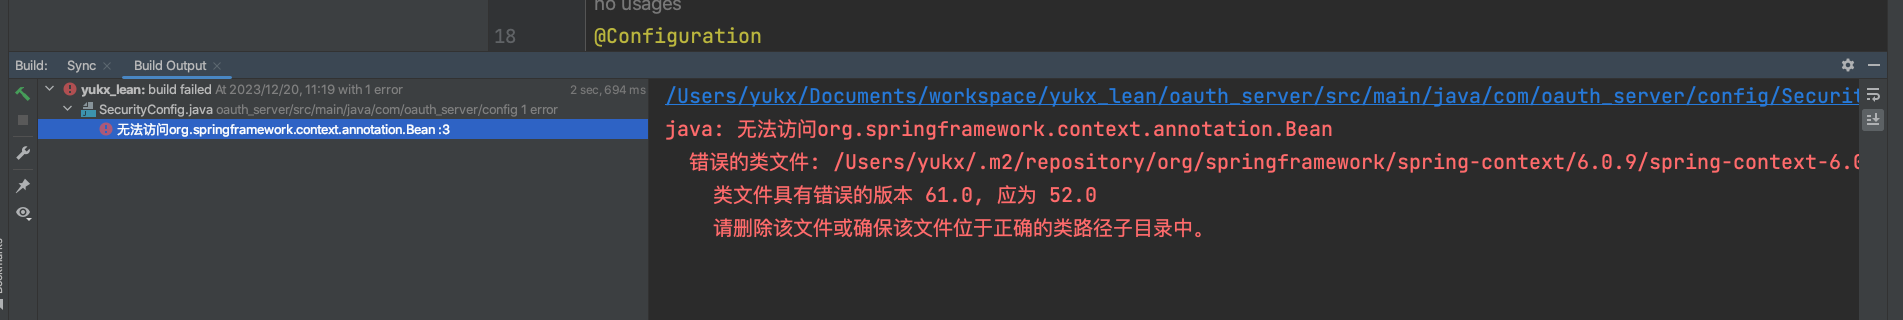 no usages
18 @Configuration
Build: Sync Build Output
yukx_lean: build failed At 2023/12/20, 11:19 with 1 error 2 sec, 694 ms
SecurityConfig.java oauth_server/src/main/java/com/oauth_server/config 1 error
无法访问org.springframework.context.annotation.Bean :3
/Users/yukx/Documents/workspace/yukx_lean/oauth_server/src/main/java/com/oauth_server/config/Securit
java: 无法访问org.springframework.context.annotation.Bean
错误的类文件: /Users/yukx/.m2/repository/org/springframework/spring-context/6.0.9/spring-context-6.0
类文件具有错误的版本 61.0, 应为 52.0
请删除该文件或确保该文件位于正确的类路径子目录中。